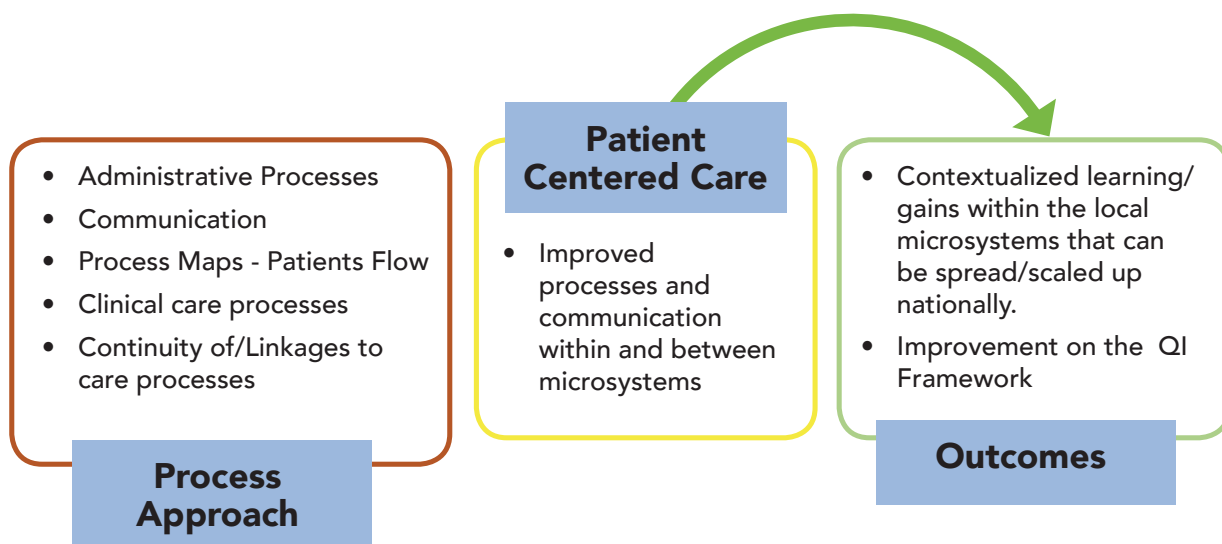 • Administrative Processes
• Communication
• Process Maps - Patients Flow
• Clinical care processes
• Continuity of/Linkages to
care processes
Process
Approach
Patient
Centered Care
• Improved
processes and
communication
within and between
microsystems
• Contextualized learning/
gains within the local
microsystems that can
be spread/scaled up
nationally.
• Improvement on the QI
Framework
Outcomes